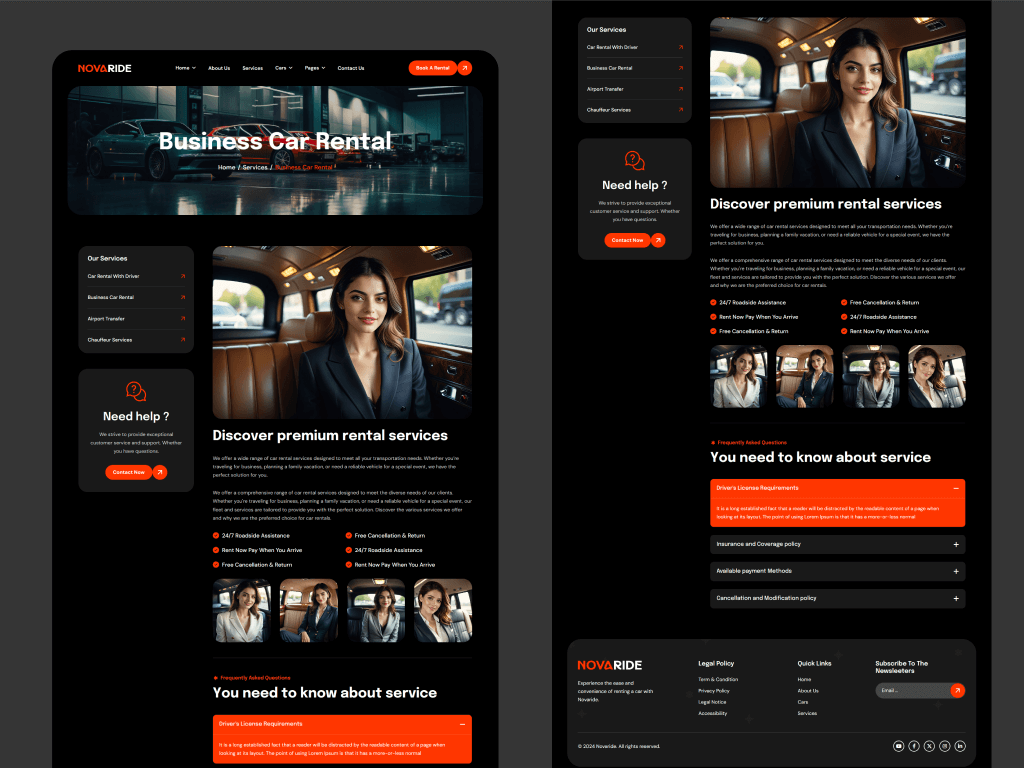 NOVARIDE
Home
About Us
Services
Cars
Pages
Contact Us
Book A Rental
Business Car Rental
Home / Services / Business Car Rental
Our Services
Car Rental With Driver
Business Car Rental
Airport Transfer
Chauffeur Services
Need help ?
We strive to provide exceptional
customer service and support. Whether
you have questions.
Contact Now
Discover premium rental services
We offer a wide range of car rental services designed to meet all your transportation needs. Whether you're
traveling for business, planning a family vacation, or need a reliable vehicle for a special event, we have the
perfect solution for you.
We offer a comprehensive range of car rental services designed to meet the diverse needs of our clients.
Whether you're traveling for business, planning a family vacation, or need a reliable vehicle for a special event, our
fleet and services are tailored to provide you with the perfect solution. Discover the various services we offer
and why we are the preferred choice for car rentals.
24/7 Roadside Assistance
Free Cancellation & Return
Rent Now Pay When You Arrive
24/7 Roadside Assistance
Free Cancellation & Return
Rent Now Pay When You Arrive
Frequently Asked Questions
You need to know about service
Driver's License Requirements
It is a long established fact that a reader will be distracted by the readable content of a page when
looking at its layout. The point of using Lorem Ipsum is that it has a more-or-less normal
Our Services
Car Rental With Driver
Business Car Rental
Airport Transfer
Chauffeur Services
Need help ?
We strive to provide exceptional
customer service and support. Whether
you have questions.
Contact Now
Discover premium rental services
We offer a wide range of car rental services designed to meet all your transportation needs. Whether you're
traveling for business, planning a family vacation, or need a reliable vehicle for a special event, we have the
perfect solution for you.
We offer a comprehensive range of car rental services designed to meet the diverse needs of our clients.
Whether you're traveling for business, planning a family vacation, or need a reliable vehicle for a special event, our
fleet and services are tailored to provide you with the perfect solution. Discover the various services we offer
and why we are the preferred choice for car rentals.
24/7 Roadside Assistance
Free Cancellation & Return
Rent Now Pay When You Arrive
24/7 Roadside Assistance
Free Cancellation & Return
Rent Now Pay When You Arrive
Frequently Asked Questions
You need to know about service
Driver's License Requirements
It is a long established fact that a reader will be distracted by the readable content of a page when
looking at its layout. The point of using Lorem Ipsum is that it has a more-or-less normal
Insurance and Coverage policy
Available payment Methods
Cancellation and Modification policy
NOVARIDE
Experience the ease and
convenience of renting a car with
Novaride.
Legal Policy
Term & Condition
Privacy Policy
Legal Notice
Accessibility
Quick Links
Home
About Us
Cars
Services
Subscribe To The
Newsleeters
Email ...
© 2024 Novaride. All rights reserved.